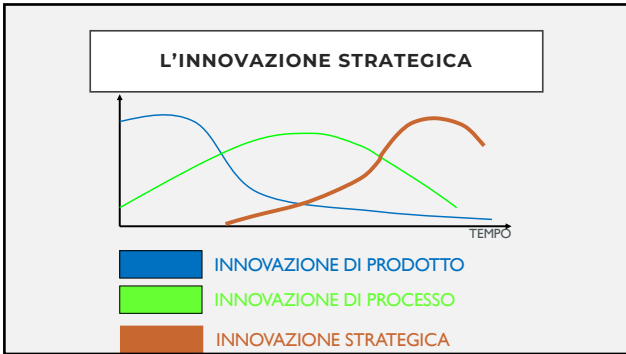 L’INNOVAZIONE STRATEGICA
TEMPO
INNOVAZIONE DI PRODOTTO
INNOVAZIONE DI PROCESSO
INNOVAZIONE STRATEGICA